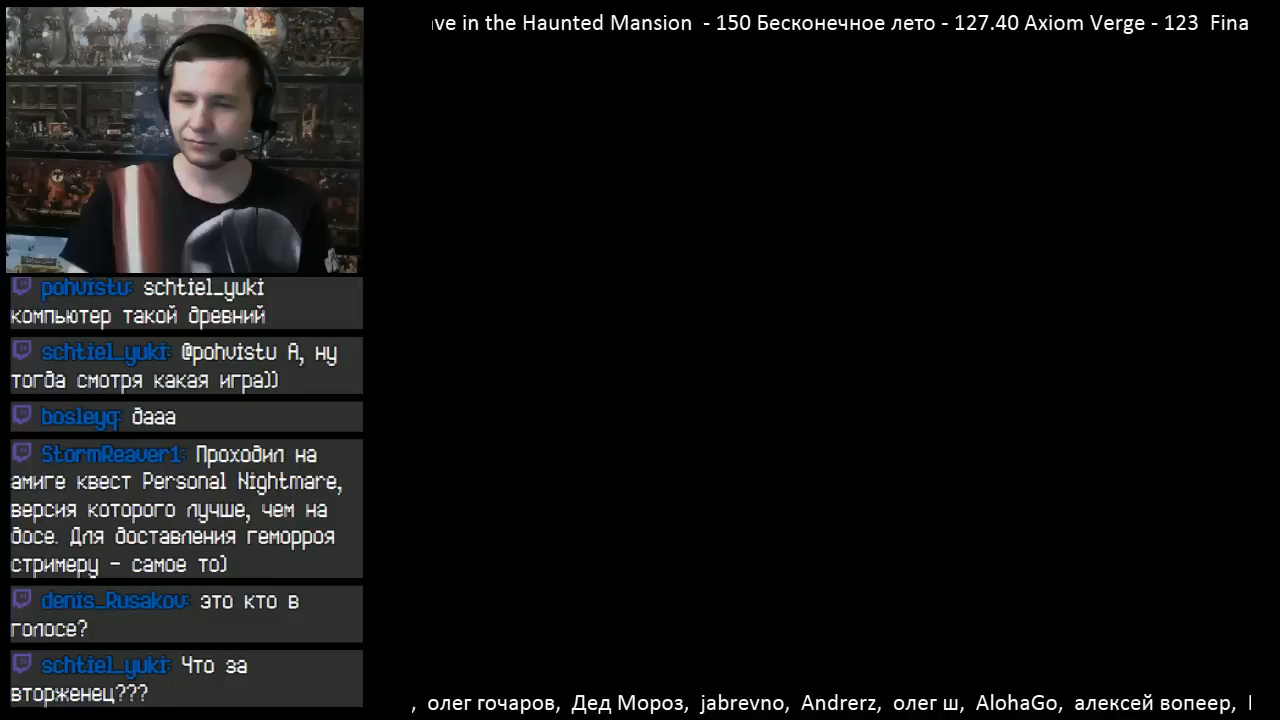 ve in the Haunted Mansion - 150 Бесконечное лето - 127.40 Axiom Verge - 123 Fina
pohvistu: schtiel_yuki
компьютер такой древний
schtiel_yuki: @pohvistu А, ну
тогда смотря какая игра))
bosleyq: дааа
StormReaver1: Проходил на
амиге квест Personal Nightmare,
версия которого лучше, чем на
досе. Для доставления геморроя
стримеру - самое то)
denis_Rusakov: это кто в
голосе?
schtiel_yuki: Что за
вторженец???
, олег гочаров, Дед Мороз, jabrevno, Andrerz, олег ш, AlohaGo, алексей вопеер,